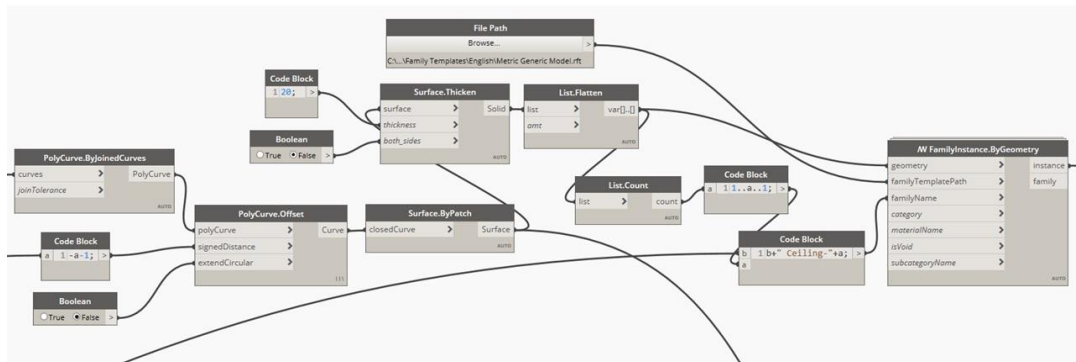 File Path
Browse...
>
C:\...\Family Templates\English\Metric Generic Model.rft
Code Block
1 20; >
Surface.Thicken
surface > Solid
thickness >
both_sides >
AUTO
List.Flatten
list > var[]..[]
amt >
AUTO
Boolean
True False >
PolyCurve.ByJoinedCurves
curves > PolyCurve
joinTolerance >
AUTO
List.Count
list > count
AUTO
Code Block
a 1 1..a..1; >
PolyCurve.Offset
polyCurve > Curve
signedDistance >
extendCircular >
Surface.ByPatch
closedCurve > Surface
AUTO
Code Block
a 1 -a-1; >
Boolean
True False >
Code Block
b 1 b+" Ceiling-"+a; >
a
FamilyInstance.ByGeometry
geometry > instance
familyTemplatePath > family
familyName >
category >
materialName >
isVoid >
subcategoryName >
AUTO